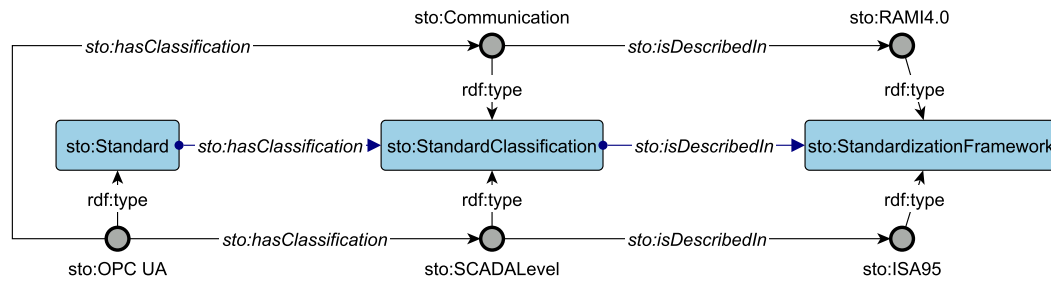 sto:Communication
sto:RAMI4.0
sto:hasClassification
sto:isDescribedIn
rdf:type
rdf:type
sto:Standard
sto:hasClassification
sto:StandardClassification
sto:isDescribedIn
sto:StandardizationFramework
rdf:type
rdf:type
rdf:type
sto:hasClassification
sto:isDescribedIn
sto:OPC UA
sto:SCADALevel
sto:ISA95